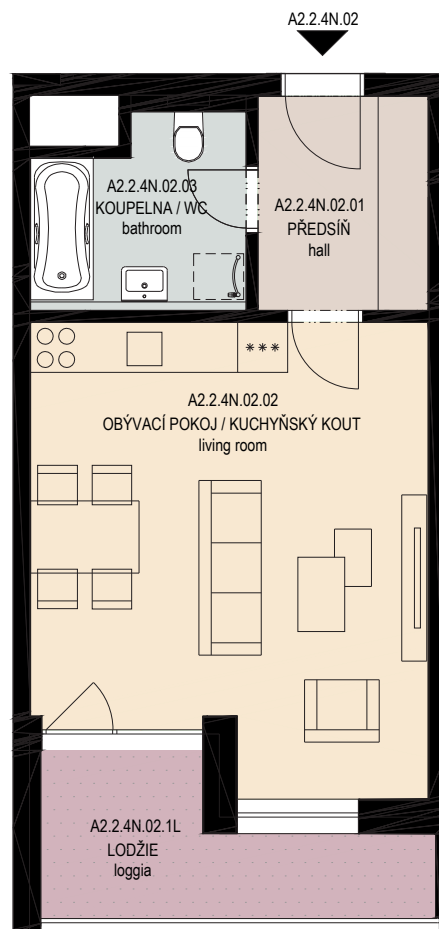 A2.2.4N.02
A2.2.4N.02.03
KOUPELNA / WC
bathroom
A2.2.4N.02.01
PŘEDSÍŇ
hall
***
A2.2.4N.02.02
OBÝVACÍ POKOJ / KUCHYŇSKÝ KOUT
living room
A2.2.4N.02.1L
LODŽIE
loggia